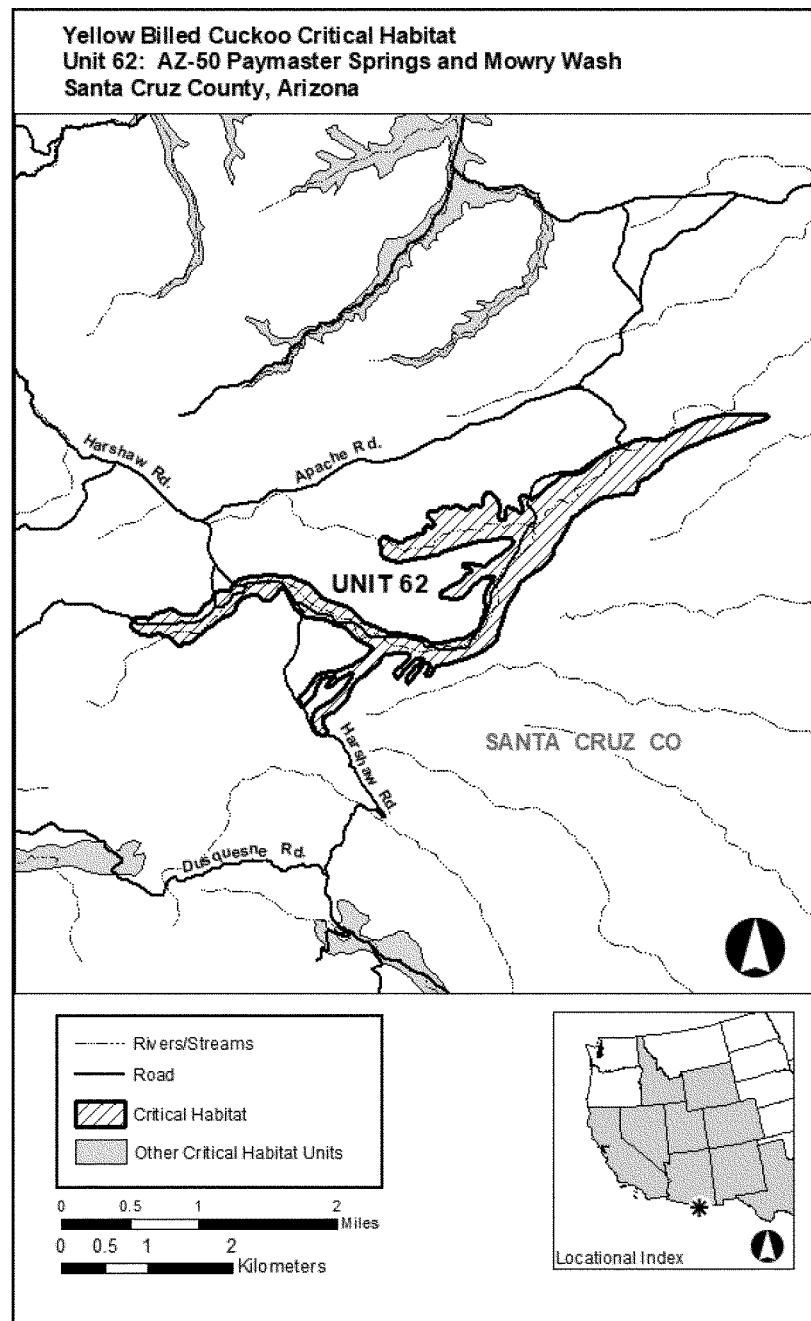 Yellow Billed Cuckoo Critical Habitat
Unit 62: AZ-50 Paymaster Springs and Mowry Wash
Santa Cruz County, Arizona
Harshaw Rd.
Apache Rd.
UNIT 62
Harshaw Rd.
SANTA CRUZ CO
Dusquesne Rd.
Rivers/Streams
Road
Critical Habitat
Other Critical Habitat Units
0 0.5 1 2
Miles
0 0.5 1 2
Kilometers
Locational Index